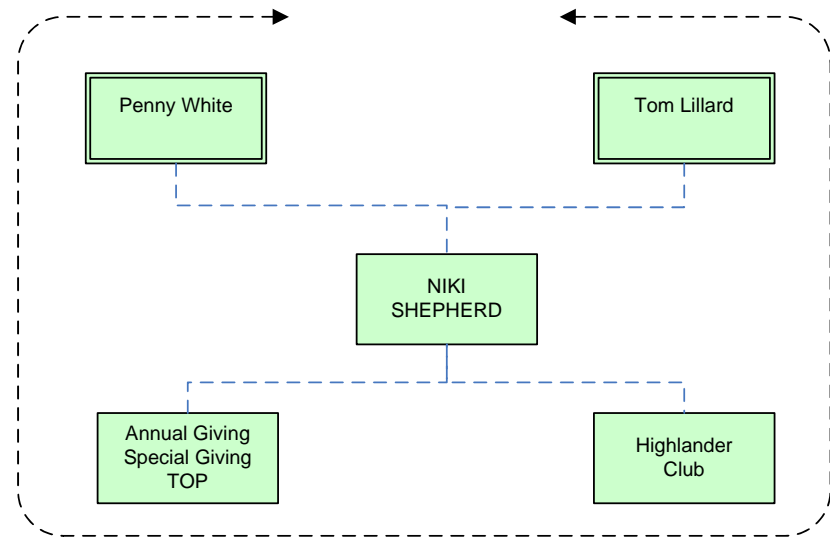 Penny White
Tom Lillard
NIKI
SHEPHERD
Annual Giving
Special Giving
TOP
Highlander
Club